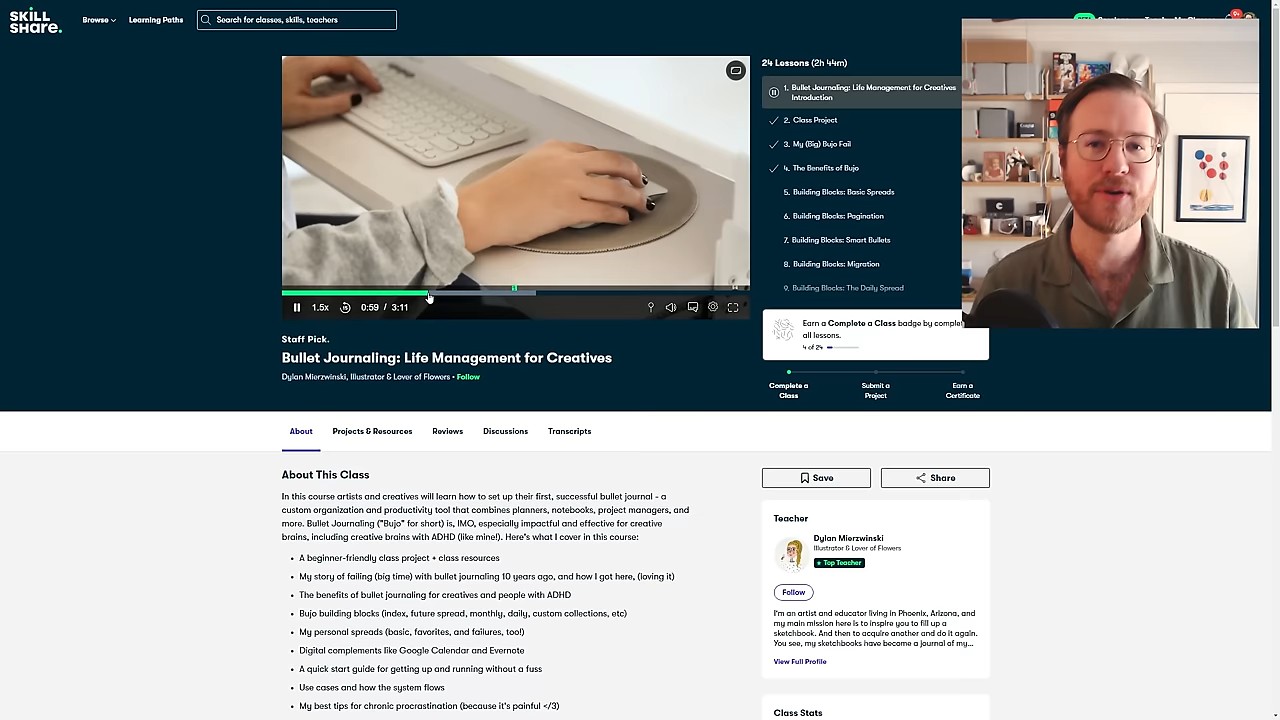 SKILL
SHARE.
Browse
Learning Paths
Search for classes, skills, teachers
24 Lessons (2h 44m)
1. Bullet Journaling: Life Management for Creatives
Introduction
2. Class Project
3. My (Big) Bujo Fail
4. The Benefits of Bujo
5. Building Blocks: Basic Spreads
6. Building Blocks: Pagination
7. Building Blocks: Smart Bullets
8. Building Blocks: Migration
9. Building Blocks: The Daily Spread
1.5x
15
0:59 / 3:11
Earn a Complete a Class badge by comple
all lessons.
4 of 24
Complete a
Class
Submit a
Project
Earn a
Certificate
Staff Pick.
Bullet Journaling: Life Management for Creatives
Dylan Mierzwinski, Illustrator & Lover of Flowers • Follow
About
Projects & Resources
Reviews
Discussions
Transcripts
About This Class
In this course artists and creatives will learn how to set up their first, successful bullet journal - a
custom organization and productivity tool that combines planners, notebooks, project managers, and
more. Bullet Journaling ("Bujo" for short) is, IMO, especially impactful and effective for creative
brains, including creative brains with ADHD (like mine!). Here's what I cover in this course:
• A beginner-friendly class project + class resources
• My story of failing (big time) with bullet journaling 10 years ago, and how I got here, (loving it)
• The benefits of bullet journaling for creatives and people with ADHD
• Bujo building blocks (index, future spread, monthly, daily, custom collections, etc)
• My personal spreads (basic, favorites, and failures, too!)
• Digital complements like Google Calendar and Evernote
• A quick start guide for getting up and running without a fuss
• Use cases and how the system flows
• My best tips for chronic procrastination (because it's painful </3)
Save
Share
Teacher
Dylan Mierzwinski
Illustrator & Lover of Flowers
★ Top Teacher
Follow
I'm an artist and educator living in Phoenix, Arizona, and
my main mission here is to inspire you to fill up a
sketchbook. And then to acquire another and do it again.
You see, my sketchbooks have become a journal of my...
View Full Profile
Class Stats